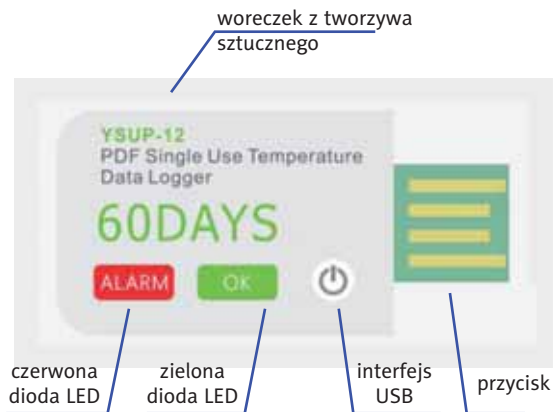 woreczek z tworzywa
sztucznego
YSUP-12
PDF Single Use Temperature
Data Logger
60DAYS
ALARM
OK
czerwona
dioda LED
zielona
dioda LED
interfejs
USB
przycisk